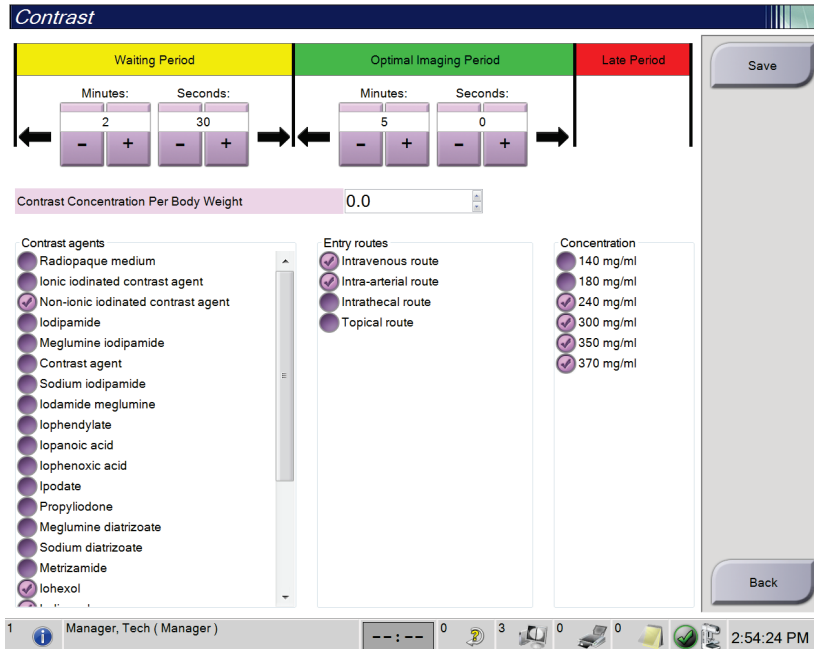 Contrast
Waiting Period
Optimal Imaging Period
Late Period
Save
Minutes: Seconds:
Minutes: Seconds:
2 30
5 0
- + - +
- + - +
Contrast Concentration Per Body Weight 0.0
Contrast agents
Radiopaque medium
Ionic iodinated contrast agent
Non-ionic iodinated contrast agent
Iodipamide
Meglumine iodipamide
Contrast agent
Sodium iodipamide
Iodamide meglumine
Iophendylate
Iopanoic acid
Iophenoxic acid
Ipodate
Propyliodone
Meglumine diatrizoate
Sodium diatrizoate
Metrizamide
Iohexol
Entry routes
Intravenous route
Intra-arterial route
Intrathecal route
Topical route
Concentration
140 mg/ml
180 mg/ml
240 mg/ml
300 mg/ml
350 mg/ml
370 mg/ml
Back
1 Manager, Tech ( Manager ) --:-- 0 3 0 0 2:54:24 PM